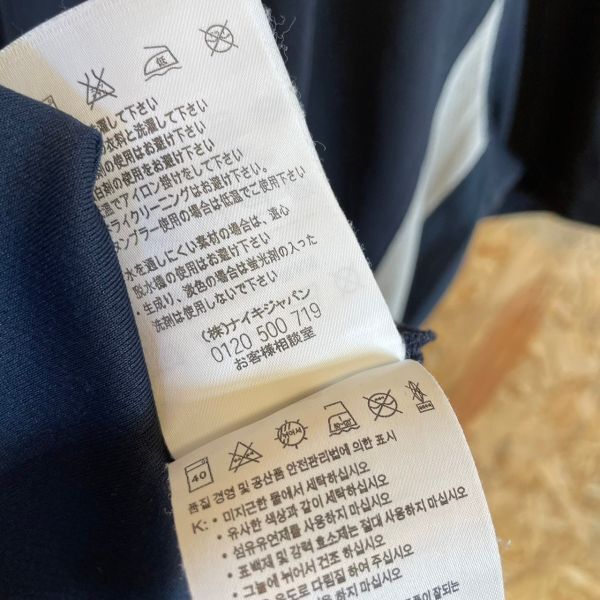 低
濯して下さい
衣料と洗濯して下さい
剤の使用はお避け下さい
白剤の使用をお避け下さい
温でアイロン掛けをして下さい
ライクリーニングはお避け下さい。
タンブラー使用の場合は低温でご使用下さい
水を通しにくい素材の場合は、遠心
脱水機の使用はお避け下さい
・生成り、淡色の場合は蛍光剤の入った
洗剤は使用しないで下さい
(株)ナイキジャパン
0120 500 719
お客様相談室
40
품질 경영 및 공산품 안전관리법에 의한 표시
K: • 미지근한 물에서 세탁하십시오
• 유사한 색상과 같이 세탁하십시오
• 섬유유연제를 사용하지 마십시오
• 표백제 및 강력 효소제는 절대 사용하지 마십시오
• 그늘에 뉘어서 건조 하십시오
온도로 다림질 하여 주십시오
하지 마십시오